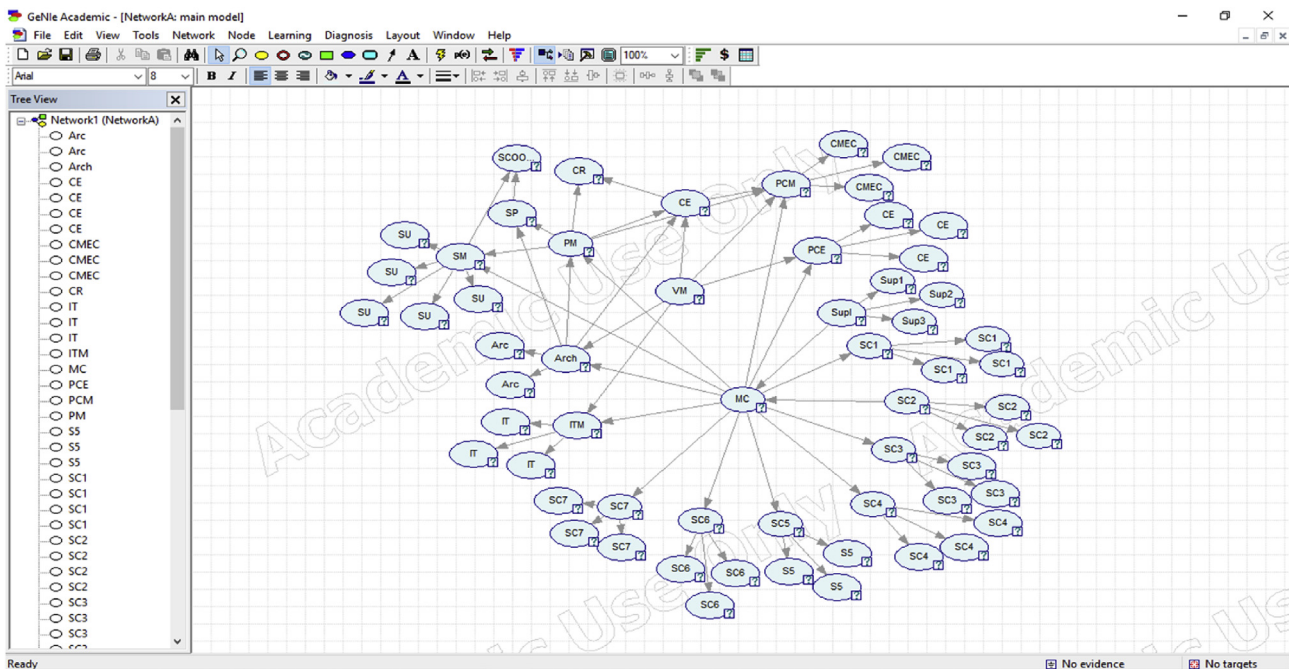 GeNIe Academic - [NetworkA: main model]
File Edit View Tools Network Node Learning Diagnosis Layout Window Help
100%
Arial 8 B I
Tree View
Network1 (NetworkA)
Arc
Arc
Arch
CE
CE
CE
CE
CMEC
CMEC
CMEC
CR
IT
IT
IT
ITM
MC
PCE
PCM
PM
S5
S5
S5
SC1
SC1
SC1
SC1
SC2
SC2
SC2
SC2
SC3
SC3
SC3
CMEC
SCOO...
CMEC
CR
PCM
CMEC
CE
SP
CE
CE
SU
PM
PCE
SM
CE
SU
Sup1
VM
Sup2
SU
SU
SU
Supl
Sup3
SC1
Arc
SC1
Arch
SC1
SC1
Arc
MC
SC2
SC2
IT
ITM
SC2
SC2
SC3
IT
IT
SC3
SC3
SC3
SC7
SC7
SC4
SC6
SC5
SC4
SC7
SC7
SC4
SC4
S5
SC6
SC6
S5
S5
SC6
Academic Use Only
Academic Us
Academic Use Only
Ready No evidence No targets